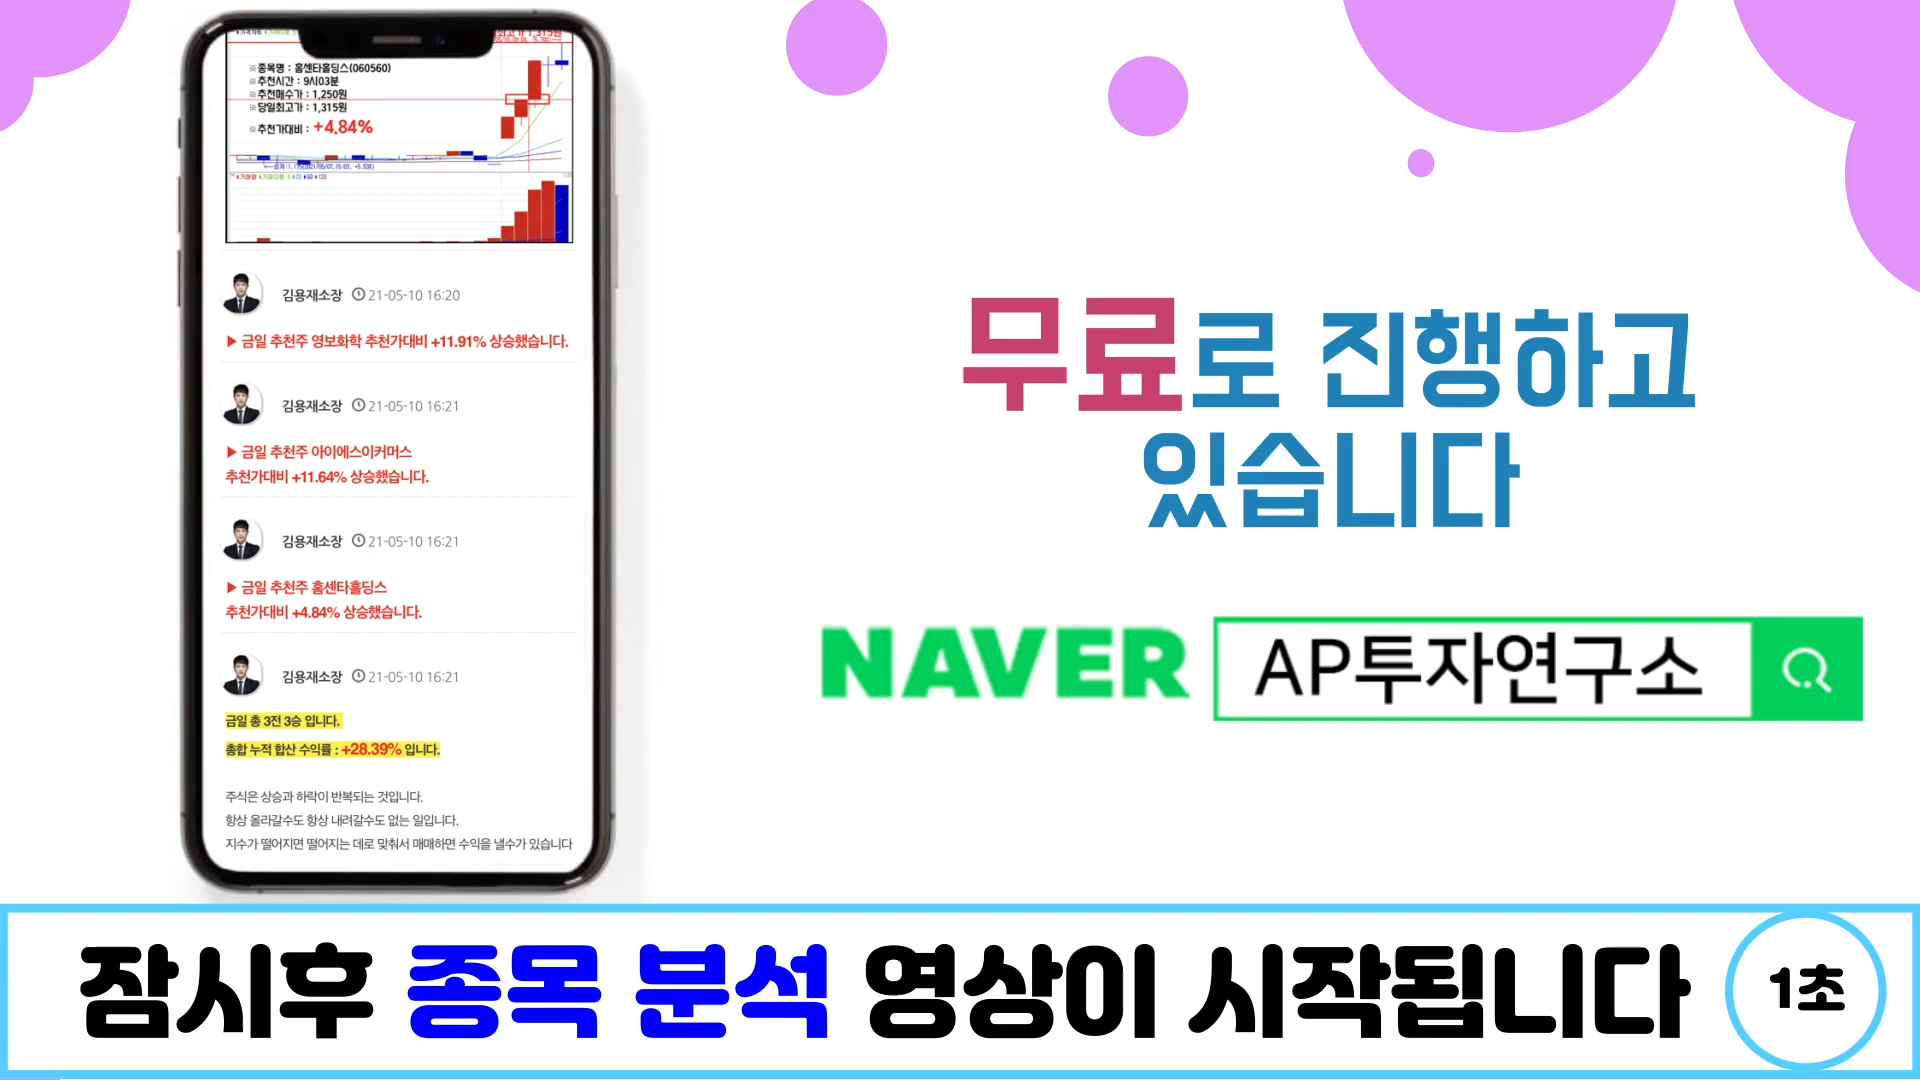 ※종목명 : 홈센타홀딩스(060560)
※추천시간 : 9시03분
※추천매수가 : 1,250원
※당일최고가 : 1,315원
※추천가대비 : +4.84%
김용재소장 21-05-10 16:20
▶ 금일 추천주 영보화학 추천가대비 +11.91% 상승했습니다.
김용재소장 21-05-10 16:21
▶ 금일 추천주 아이에스이커머스
추천가대비 +11.64% 상승했습니다.
김용재소장 21-05-10 16:21
▶ 금일 추천주 홈센타홀딩스
추천가대비 +4.84% 상승했습니다.
김용재소장 21-05-10 16:21
금일 총 3전 3승 입니다.
총합 누적 합산 수익률 : +28.39% 입니다.
주식은 상승과 하락이 반복되는 것입니다.
항상 올라갈수도 항상 내려갈수도 없는 일입니다.
지수가 떨어지면 떨어지는 데로 맞춰서 매매하면 수익을 낼수가 있습니다
무료로 진행하고
있습니다
NAVER AP투자연구소
잠시후 종목 분석 영상이 시작됩니다 1초